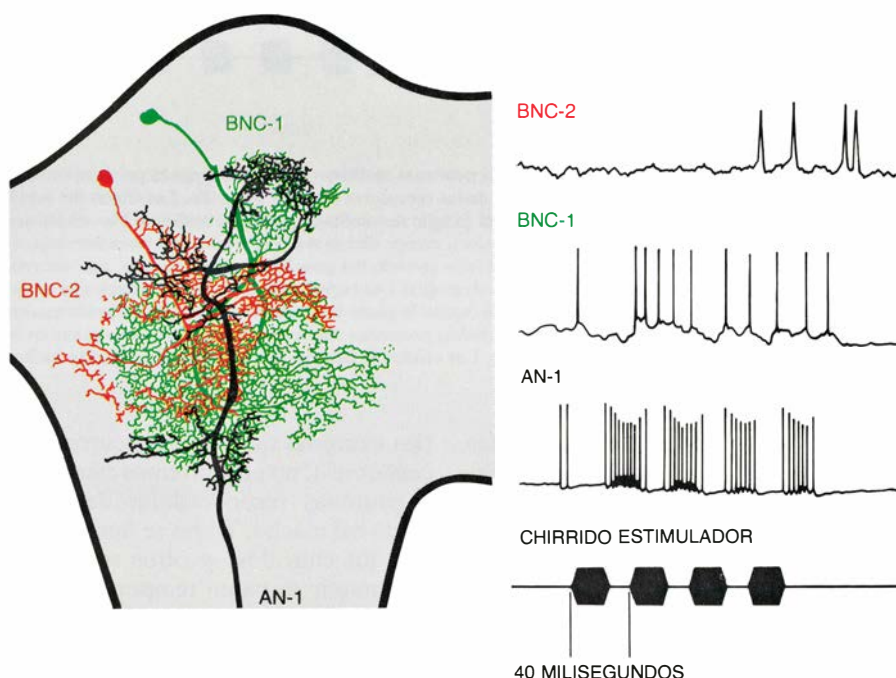 BNC-1
BNC-2
AN-1
BNC-2
BNC-1
AN-1
CHIRRIDO ESTIMULADOR
40 MILISEGUNDOS